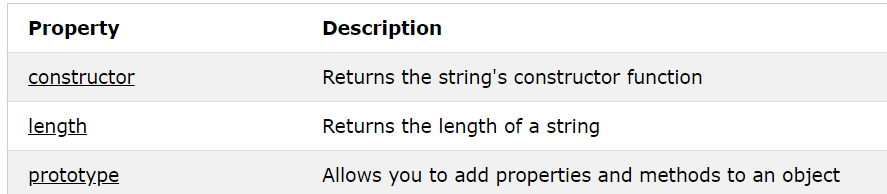 Property Description
constructor Returns the string's constructor function
length Returns the length of a string
prototype Allows you to add properties and methods to an object